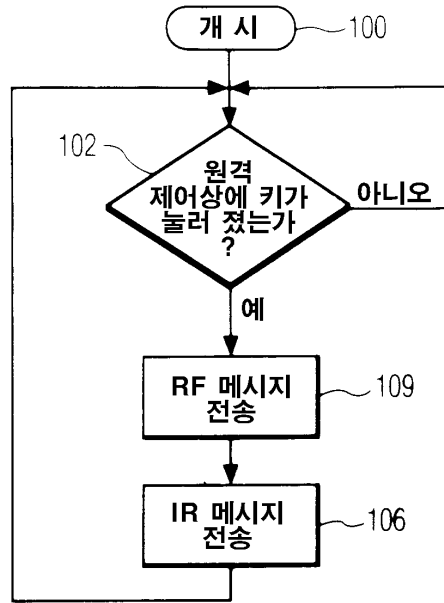 개 시
100
102
원격
제어상에 키가
눌러 졌는가
?
아니오
예
RF 메시지
전송
109
IR 메시지
전송
106